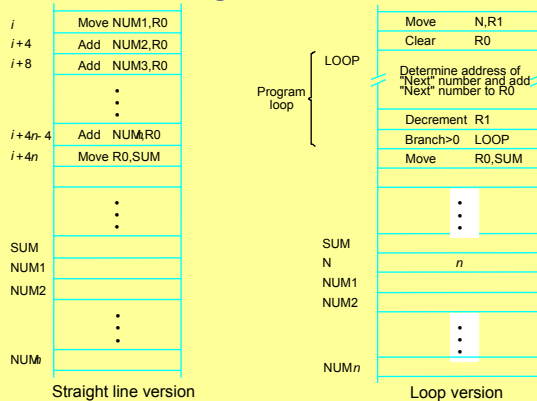 i Move NUM1,R0
i+4 Add NUM2,R0
i+8 Add NUM3,R0
i+4n-4 Add NUMn,R0
i+4n Move R0,SUM
SUM
NUM1
NUM2
NUMn
Straight line version
Move N,R1
Clear R0
LOOP
Determine address of
"Next" number and add
"Next" number to R0
Program
loop
Decrement R1
Branch>0 LOOP
Move R0,SUM
SUM
N n
NUM1
NUM2
NUMn
Loop version